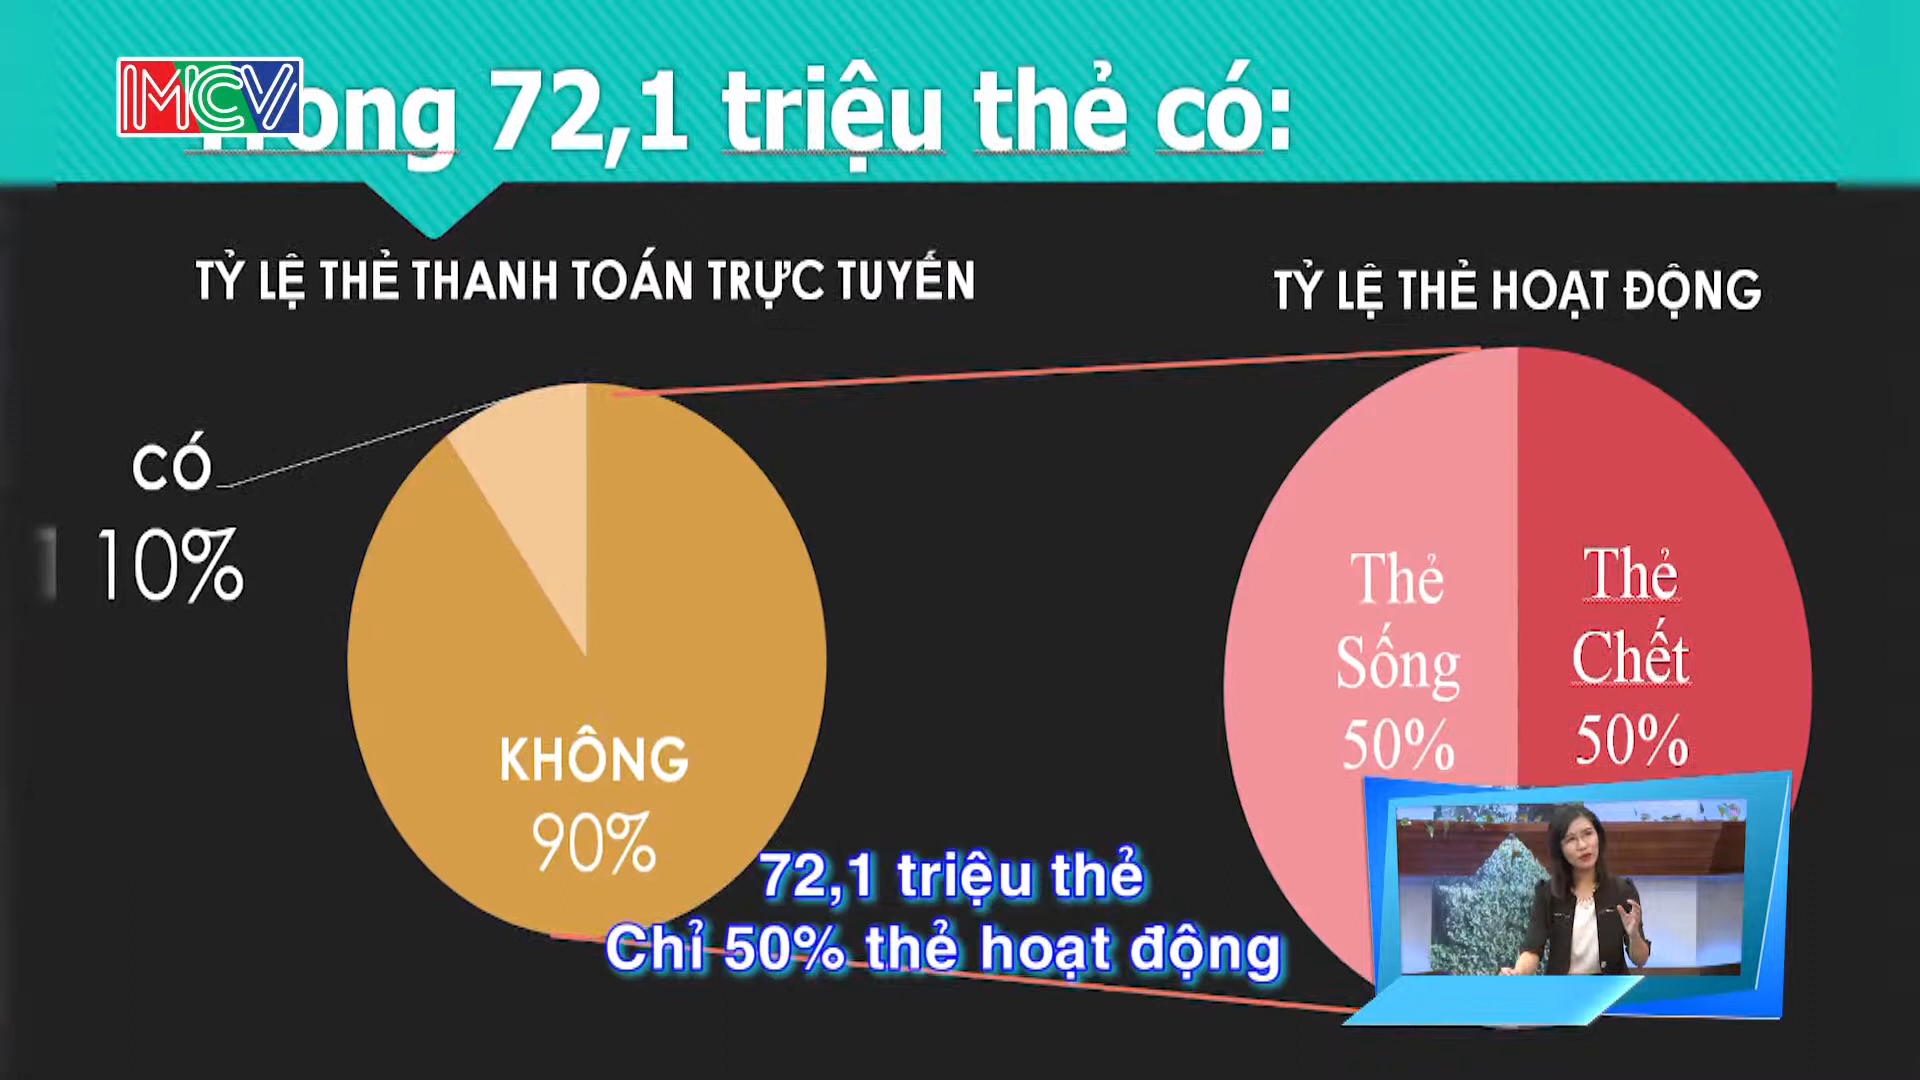 MCV
ong 72,1 triệu thẻ có:
TỶ LỆ THẺ THANH TOÁN TRỰC TUYẾN
TỶ LỆ THẺ HOẠT ĐỘNG
CÓ
10%
KHÔNG
90%
Thẻ
Sống
50%
Thẻ
Chết
50%
72,1 triệu thẻ
Chỉ 50% thẻ hoạt động